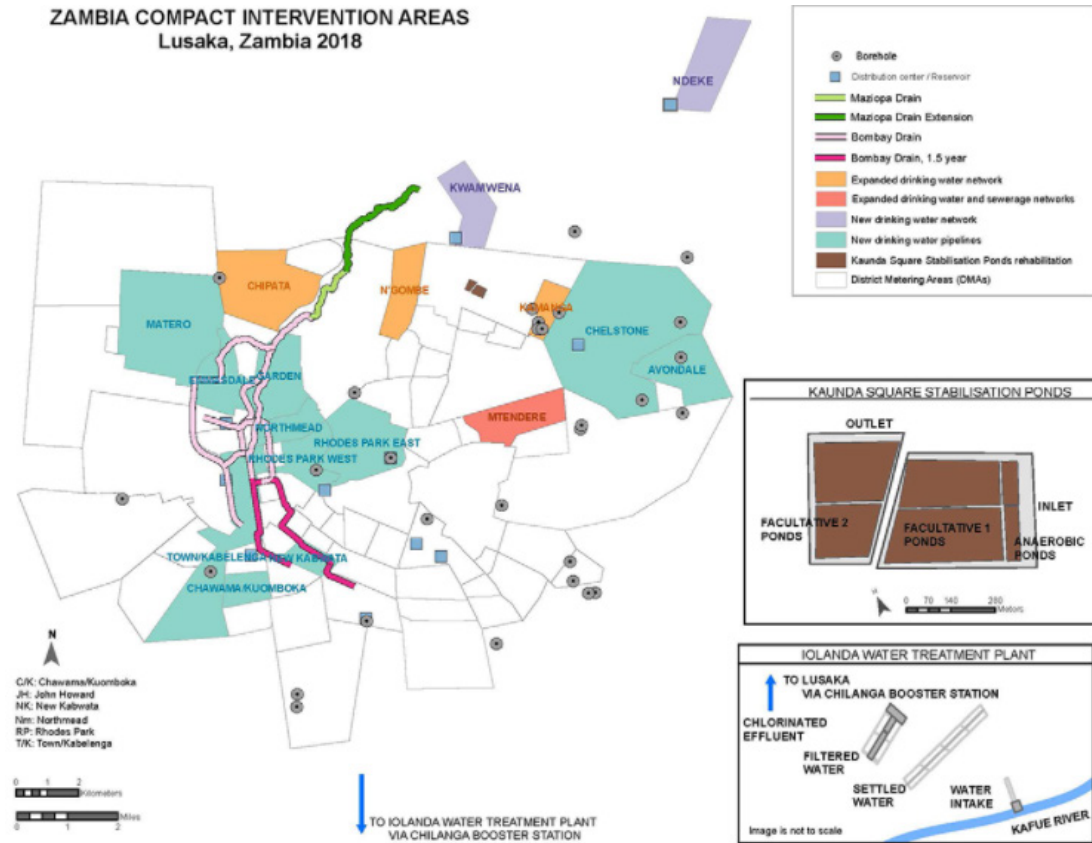 ZAMBIA COMPACT INTERVENTION AREAS
Lusaka, Zambia 2018
NDEKE
KWAMWENA
CHIPATA
N'GOMBE
KAMANGA
MATERO
CHELSTONE
AVONDALE
GARDEN
MTENDERE
NORTHMEAD
RHODES PARK EAST
RHODES PARK WEST
TOWN/KABELENGA
NEW KABWATA
CHAWAMA/KUOMBOKA
Borehole
Distribution center / Reservoir
Maziopa Drain
Maziopa Drain Extension
Bombay Drain
Bombay Drain, 1.5 year
Expanded drinking water network
Expanded drinking water and sewerage networks
New drinking water network
New drinking water pipelines
Kaunda Square Stabilisation Ponds rehabilitation
District Metering Areas (DMAs)
KAUNDA SQUARE STABILISATION PONDS
OUTLET
INLET
FACULTATIVE 2
PONDS
FACULTATIVE 1
PONDS
ANAEROBIC
PONDS
0 70 140 280
Meters
IOLANDA WATER TREATMENT PLANT
TO LUSAKA
VIA CHILANGA BOOSTER STATION
CHLORINATED
EFFLUENT
FILTERED
WATER
SETTLED
WATER
WATER
INTAKE
KAFUE RIVER
Image is not to scale
N
C/K: Chawama/Kuomboka
JH: John Howard
NK: New Kabwata
Nm: Northmead
RP: Rhodes Park
T/K: Town/Kabelenga
0 1 2
Kilometers
0 1 2
Miles
TO IOLANDA WATER TREATMENT PLANT
VIA CHILANGA BOOSTER STATION